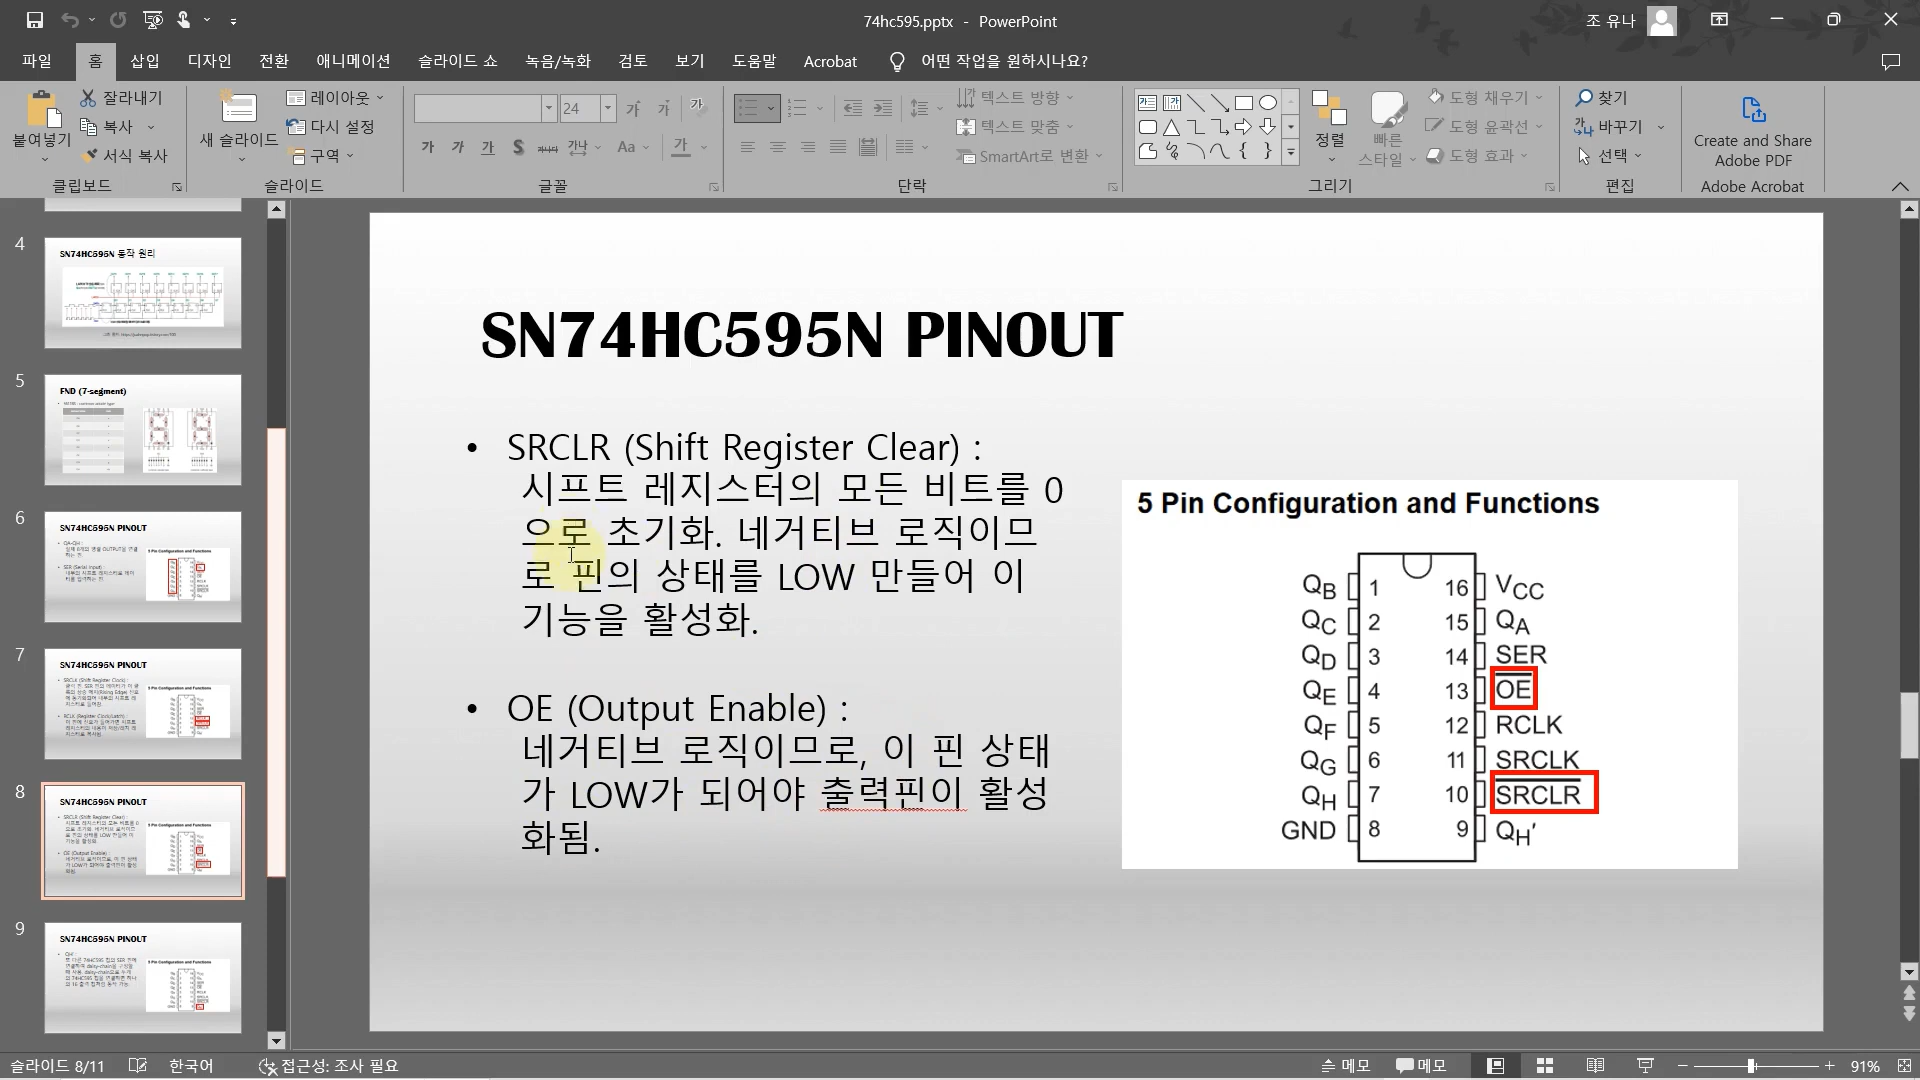 74hc595.pptx - PowerPoint
조 유나
파일 홈 삽입 디자인 전환 애니메이션 슬라이드 쇼 녹음/녹화 검토 보기 도움말 Acrobat 어떤 작업을 원하시나요?
붙여넣기
잘라내기
복사
서식 복사
클립보드
새 슬라이드
레이아웃
다시 설정
구역
슬라이드
24
가 가 가
가 가 가 S 간 Aa 가
글꼴
텍스트 방향
텍스트 맞춤
SmartArt로 변환
단락
정렬
빠른 스타일
도형 채우기
도형 윤곽선
도형 효과
그리기
찾기
바꾸기
선택
편집
Create and Share
Adobe PDF
Adobe Acrobat
4
SN74HC595N 동작 원리
5
FND (7-segment)
6
SN74HC595N PINOUT
7
SN74HC595N PINOUT
8
SN74HC595N PINOUT
9
SN74HC595N PINOUT
SN74HC595N PINOUT
• SRCLR (Shift Register Clear) :
시프트 레지스터의 모든 비트를 0
으로 초기화. 네거티브 로직이므
로 핀의 상태를 LOW 만들어 이
기능을 활성화.
• OE (Output Enable) :
네거티브 로직이므로, 이 핀 상태
가 LOW가 되어야 출력핀이 활성
화됨.
5 Pin Configuration and Functions
QB 1 16 VCC
QC 2 15 QA
QD 3 14 SER
QE 4 13 OE
QF 5 12 RCLK
QG 6 11 SRCLK
QH 7 10 SRCLR
GND 8 9 QH'
슬라이드 8/11 한국어 접근성: 조사 필요 메모 메모 91%